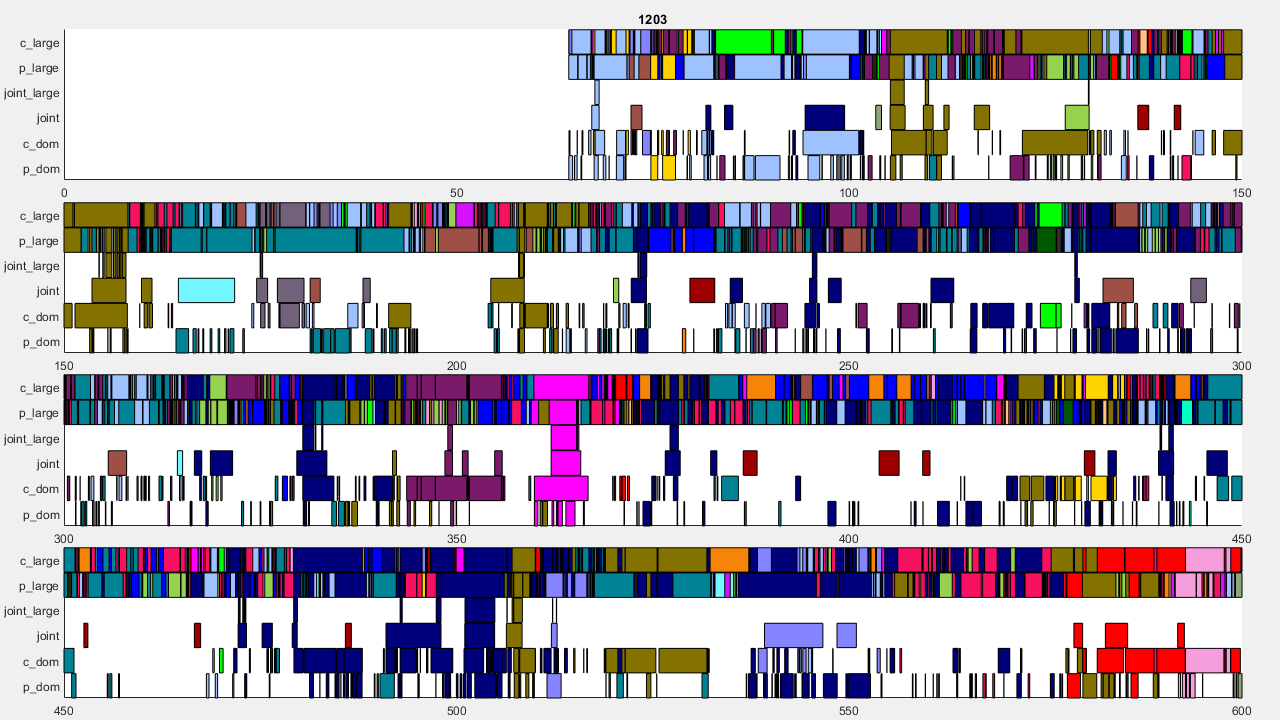 1203
c_large
p_large
joint_large
joint
c_dom
p_dom
0 50 100 150
c_large
p_large
joint_large
joint
c_dom
p_dom
150 200 250 300
c_large
p_large
joint_large
joint
c_dom
p_dom
300 350 400 450
c_large
p_large
joint_large
joint
c_dom
p_dom
450 500 550 600